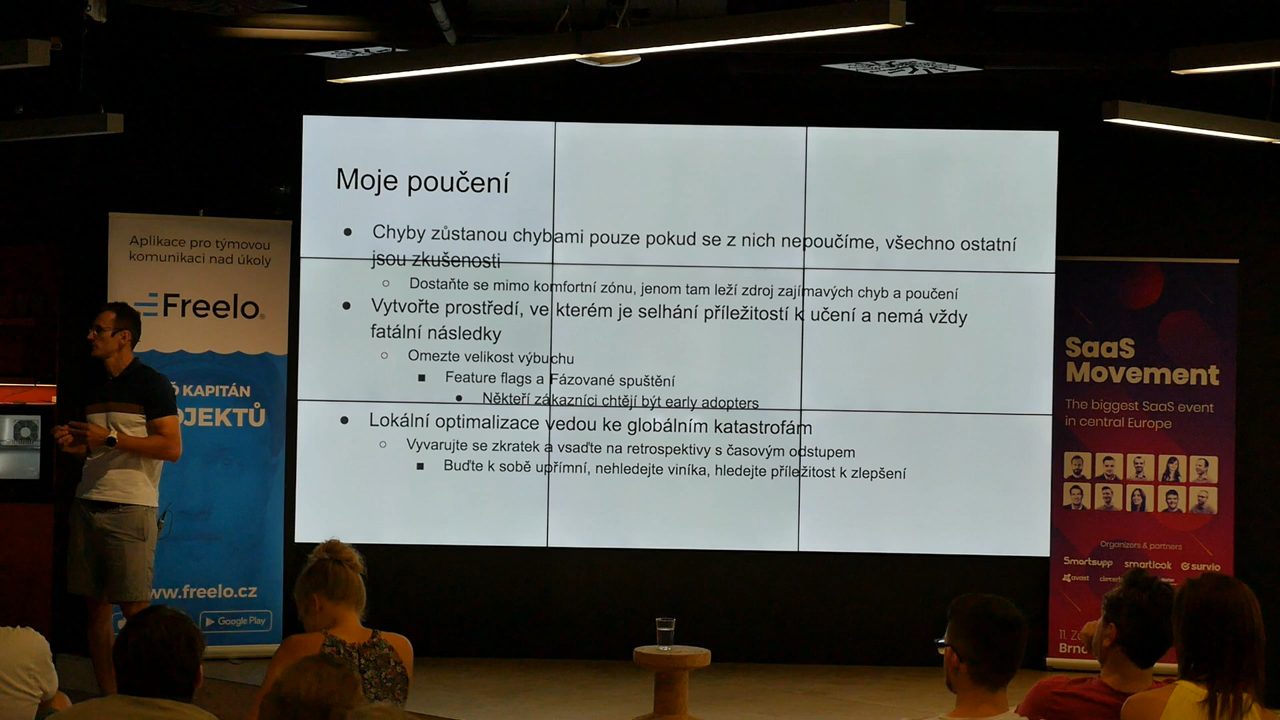 Moje poučení
Chyby zůstanou chybami pouze pokud se z nich nepoučíme, všechno ostatní
jsou zkušenosti
Dostaňte se mimo komfortní zónu, jenom tam leží zdroj zajímavých chyb a poučení
Vytvořte prostředí, ve kterém je selhání příležitostí k učení a nemá vždy
fatální následky
Omezte velikost výbuchu
Feature flags a Fázované spuštění
Někteří zákazníci chtějí být early adopters
Lokální optimalizace vedou ke globálním katastrofám
Vyvarujte se zkratek a vsaďte na retrospektivy s časovým odstupem
Buďte k sobě upřímní, nehledejte viníka, hledejte příležitost k zlepšení
Aplikace pro týmovou
komunikaci nad úkoly
Freelo
KAPITÁN
www.freelo.cz
Google Play
SaaS
Movement
The biggest SaaS event
in central Europe
Organizers & partners
Smartsupp smartlook survio
avast
11.
Brno